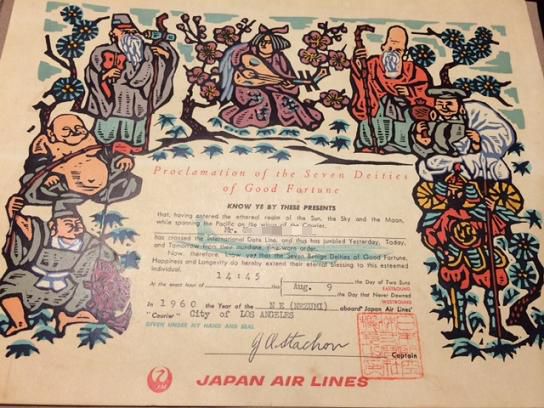 Proclamation of the Seven Deities
of Good Fortune
KNOW YE BY THESE PRESENTS
That, having entered the ethereal realm of the Sun, the Sky and the Moon,
while spanning the Pacific on the wings of the Courier,
Mr.
has crossed the International Date Line, and thus has jumbled Yesterday, Today,
and Tomorrow from their mundane time-worn order.
Now, therefore, know ye that the Seven Benign Deities of Good Fortune,
Happiness and Longevity do hereby extend their eternal blessing to this esteemed
individual.
At the exact hour of 14:45 this Aug. 9 the Day of Two Suns EASTBOUND
the Day that Never Dawned WESTBOUND
In 1960 the Year of the N E (NEZUMI) aboard Japan Air Lines'
"Courier" City of LOS ANGELES
GIVEN UNDER MY HAND AND SEAL
Captain
JAPAN AIR LINES